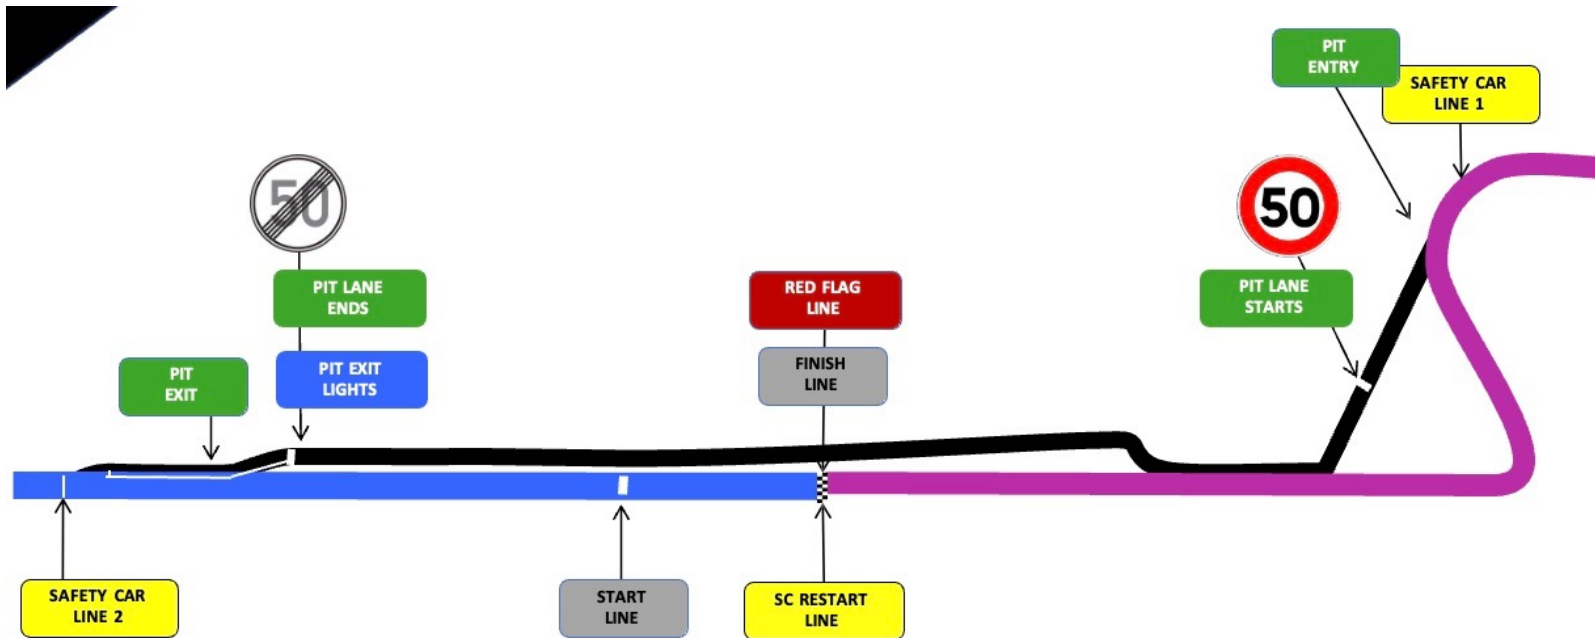 PIT
ENTRY
SAFETY CAR
LINE 1
50
50
PIT LANE
ENDS
RED FLAG
LINE
PIT LANE
STARTS
PIT
EXIT
PIT EXIT
LIGHTS
FINISH
LINE
SAFETY CAR
LINE 2
START
LINE
SC RESTART
LINE